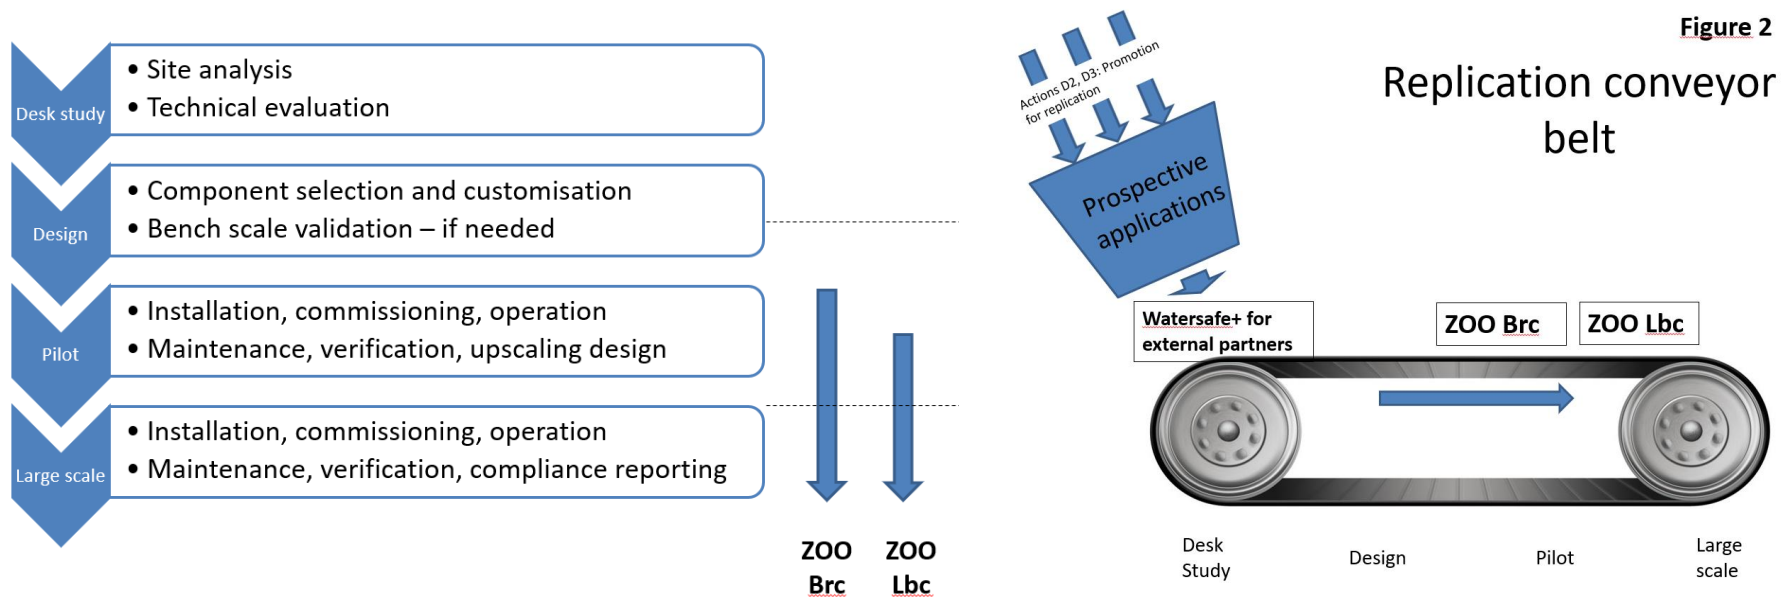 Desk study
• Site analysis
• Technical evaluation
Design
• Component selection and customisation
• Bench scale validation – if needed
Pilot
• Installation, commissioning, operation
• Maintenance, verification, upscaling design
Large scale
• Installation, commissioning, operation
• Maintenance, verification, compliance reporting
ZOO
Brc
ZOO
Lbc
Figure 2
Replication conveyor
belt
Actions D2, D3: Promotion
for replication
Prospective
applications
Watersafe+ for
external partners
ZOO Brc
ZOO Lbc
Desk
Study
Design
Pilot
Large
scale